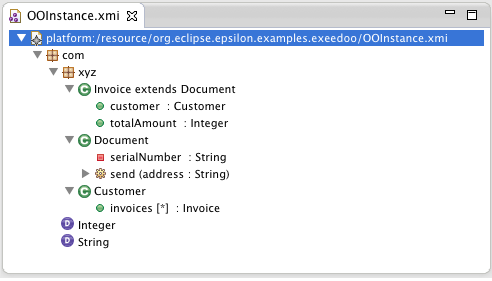 OOInstance.xmi
platform:/resource/org.eclipse.epsilon.examples.exeedoo/OOInstance.xmi
com
xyz
C Invoice extends Document
customer : Customer
totalAmount : Integer
C Document
serialNumber : String
send (address : String)
C Customer
invoices [*] : Invoice
D Integer
D String